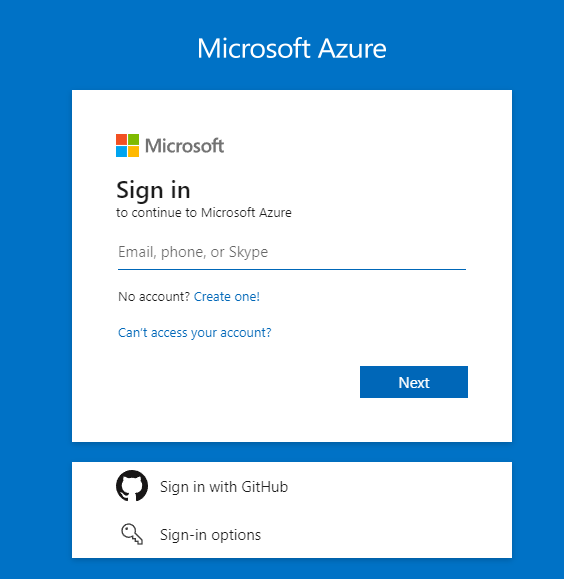 Microsoft Azure
Microsoft
Sign in
to continue to Microsoft Azure
Email, phone, or Skype
No account? Create one!
Can't access your account?
Next
Sign in with GitHub
Sign-in options